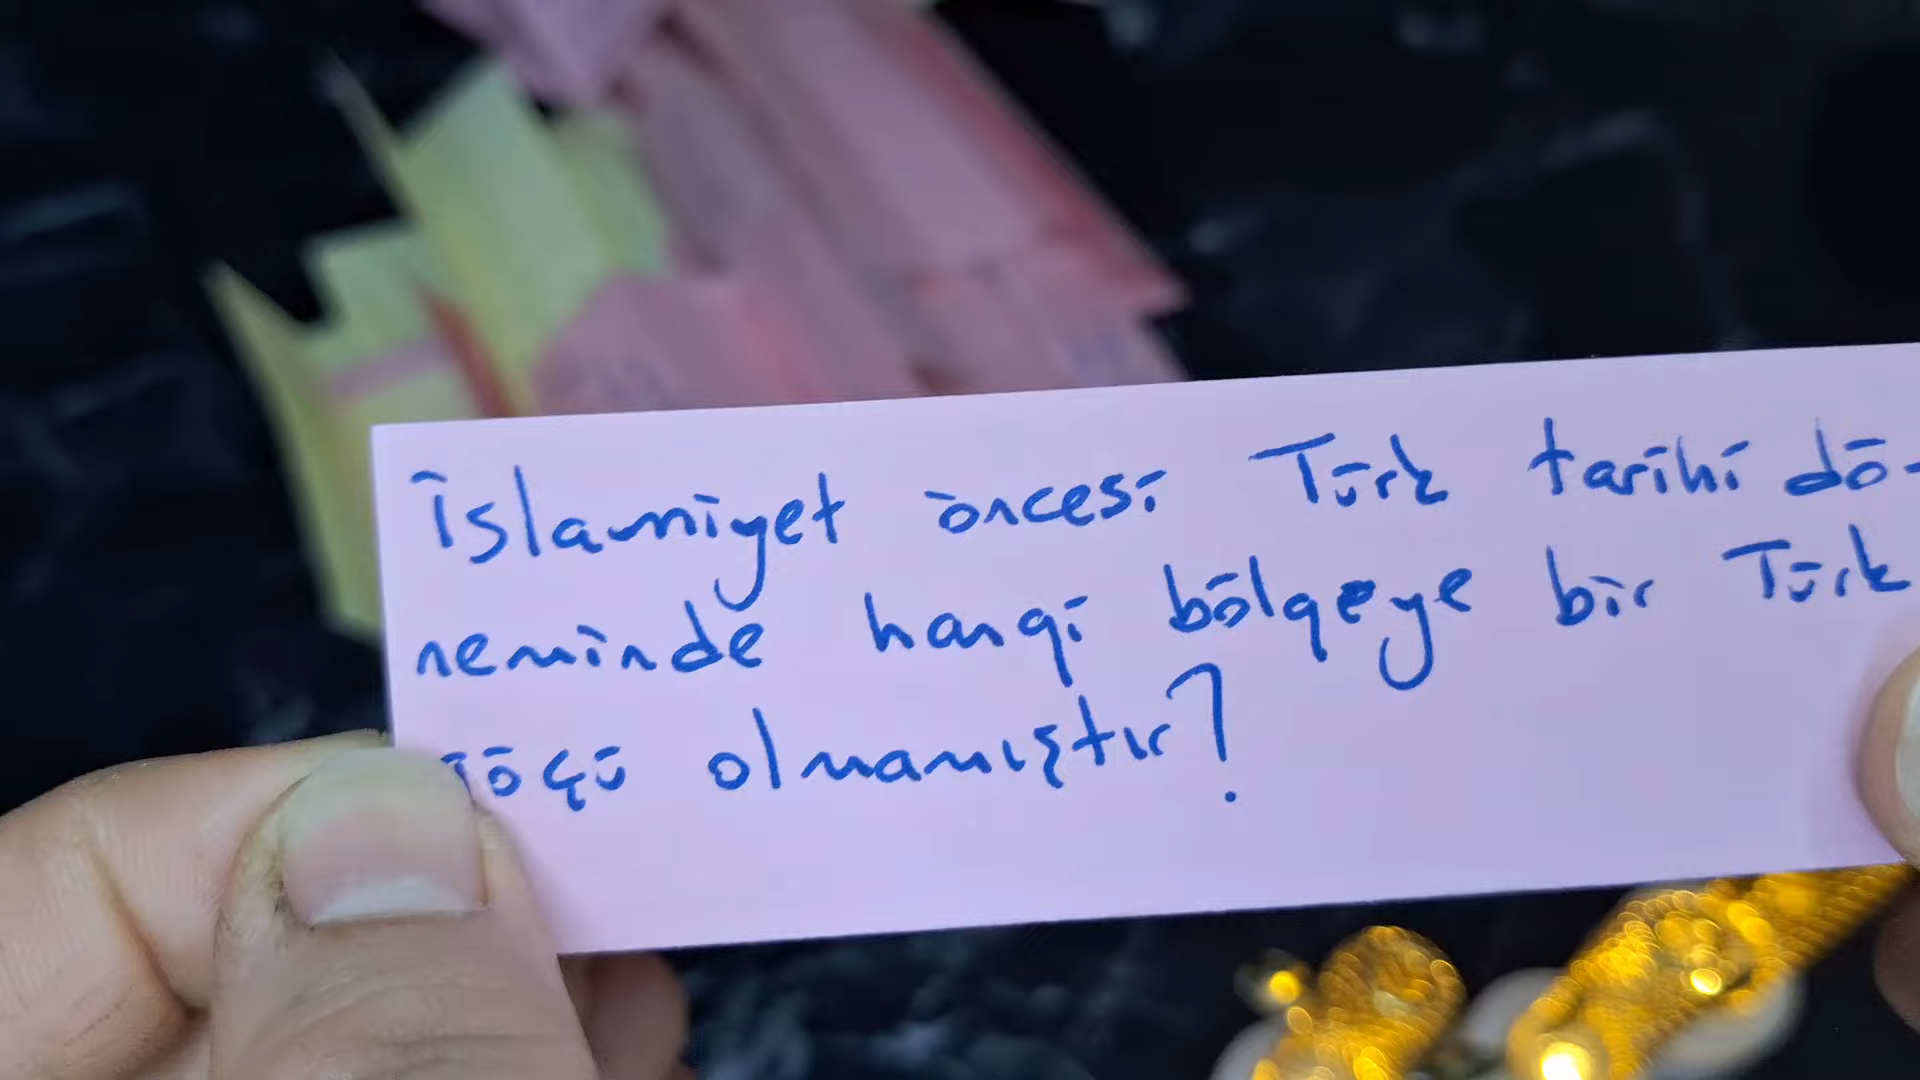 İslamiyet öncesi Türk tarihi dö-
neminde hangi bölgeye bir Türk
göçü olmamıştır?